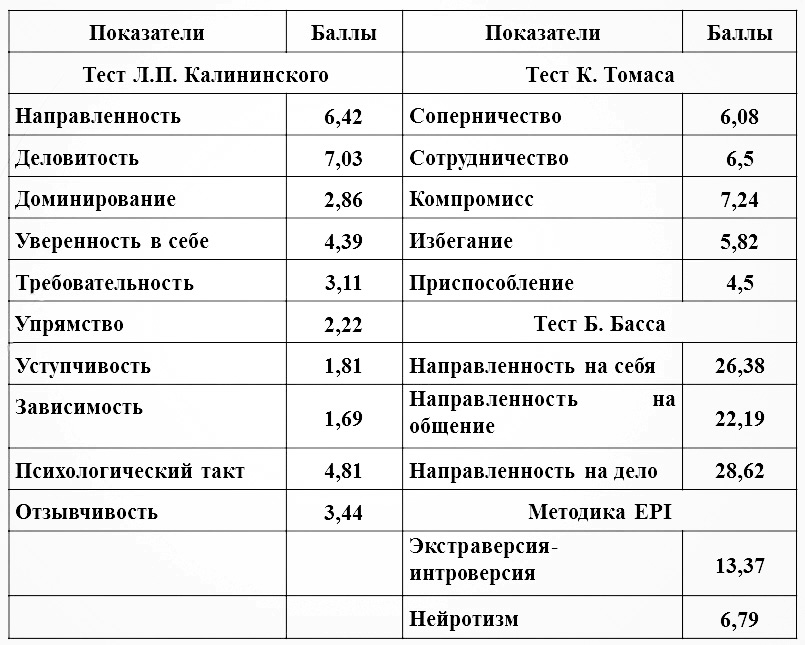 Показатели Баллы Показатели Баллы
Тест Л.П. Калининского Тест К. Томаса
Направленность 6,42 Соперничество 6,08
Деловитость 7,03 Сотрудничество 6,5
Доминирование 2,86 Компромисс 7,24
Уверенность в себе 4,39 Избегание 5,82
Требовательность 3,11 Приспособление 4,5
Упрямство 2,22 Тест Б. Басса
Уступчивость 1,81 Направленность на себя 26,38
Зависимость 1,69 Направленность на
общение 22,19
Психологический такт 4,81 Направленность на дело 28,62
Отзывчивость 3,44 Методика EPI
Экстраверсия-
интроверсия 13,37
Нейротизм 6,79